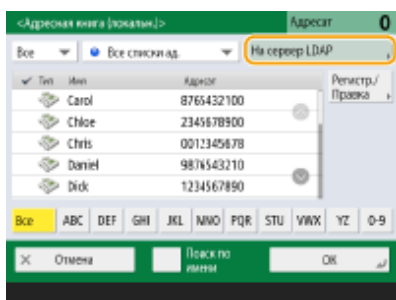 <Адресная книга (локальн.)> Адресат 0
Все Все списки ад. На сервер LDAP
Тип Имя Адресат Регистр./
Правка
Carol 8765432100
Chloe 2345678900
Chris 0012345678
Daniel 9876543210
Dick 1234567890
Все ABC DEF GHI JKL MNO PQR STU VWX YZ 0-9
Отмена Поиск по
имени OK